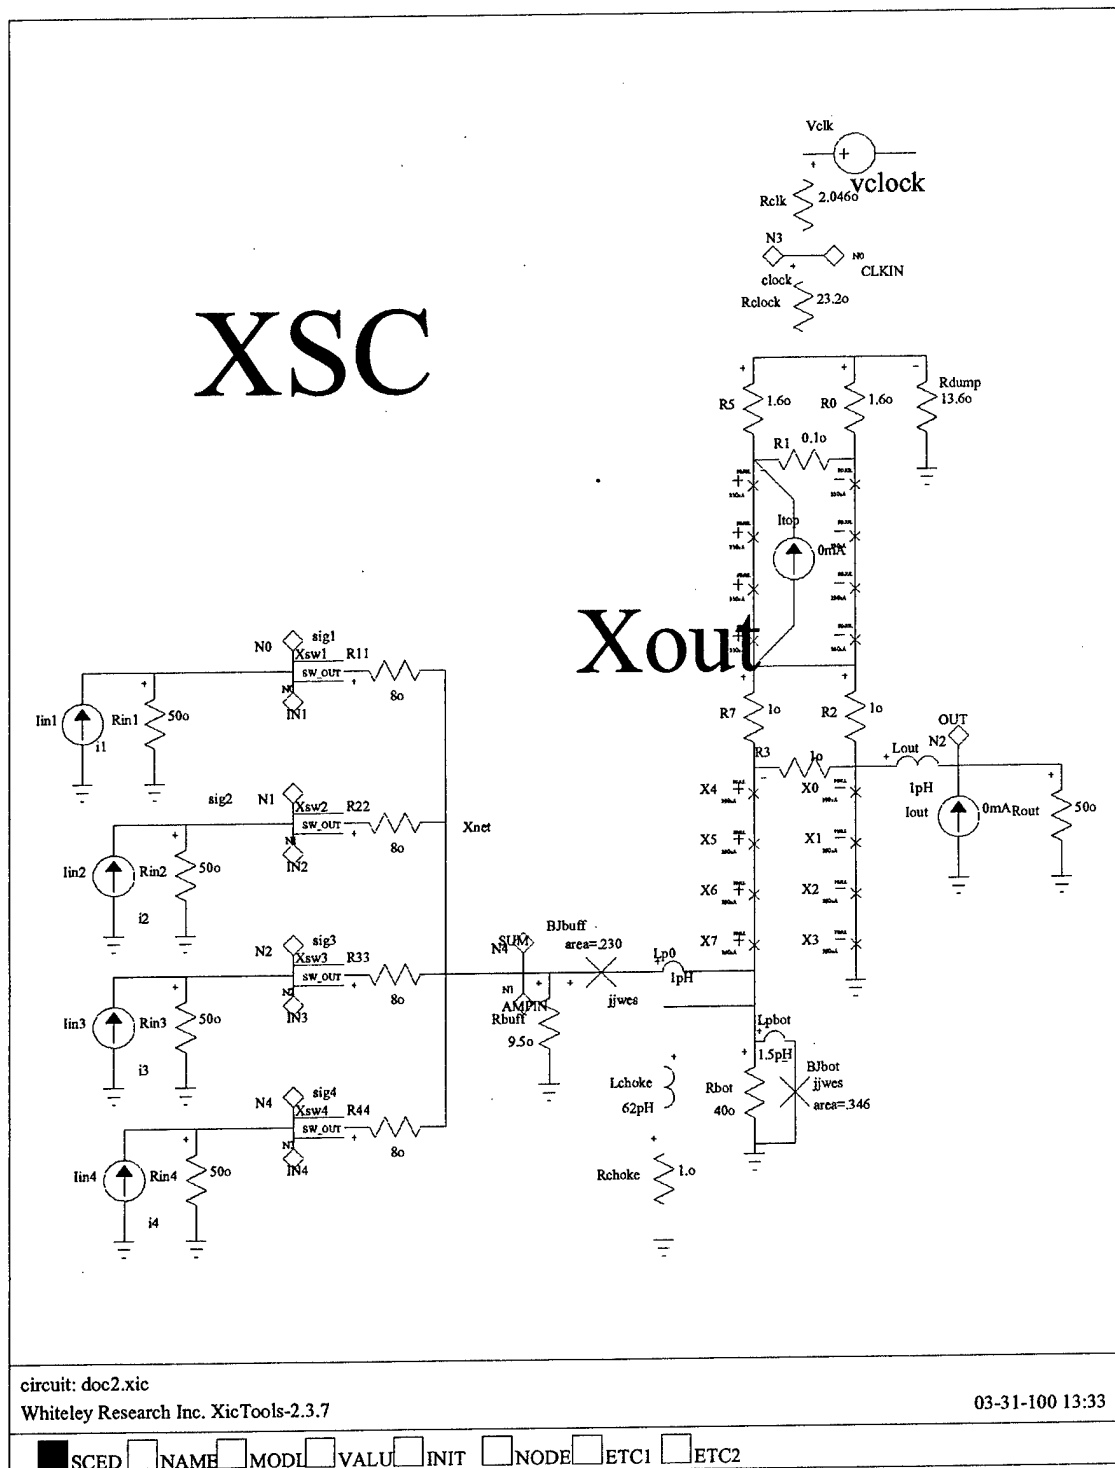 Vclk
+
vclock
Rclk 2.046o
N3
N0
CLKIN
clock
Rclock 23.2o
XSC
R5 1.6o R0 1.6o Rdump
13.6o
R1 0.1o
Itop
0mA
Xout
N0 sig1
Xsw1 R11
SW_OUT
8o
IN1
Iin1 Rin1 50o
i1
R7 1o R2 1o
OUT
N2
R3 1o
Lout
1pH
Iout 0mA Rout 50o
X4 X0
X5 X1
X6 X2
X7 X3
sig2 N1
Xsw2 R22
SW_OUT
8o
IN2
Xnet
Iin2 Rin2 50o
i2
N2 sig3
Xsw3 R33
SW_OUT
8o
IN3
Iin3 Rin3 50o
i3
SUM
N4
N1
AMPIN
Rbuff
9.5o
BJbuff
area=.230
jjwes
Lp0
1pH
Lpbot
1.5pH
BJbot
jjwes
area=.346
Lchoke
62pH
Rbot
40o
Rchoke 1.o
N4 sig4
Xsw4 R44
SW_OUT
8o
IN4
Iin4 Rin4 50o
i4
circuit: doc2.xic
Whiteley Research Inc. XicTools-2.3.7 03-31-100 13:33
SCED NAME MODL VALU INIT NODE ETC1 ETC2